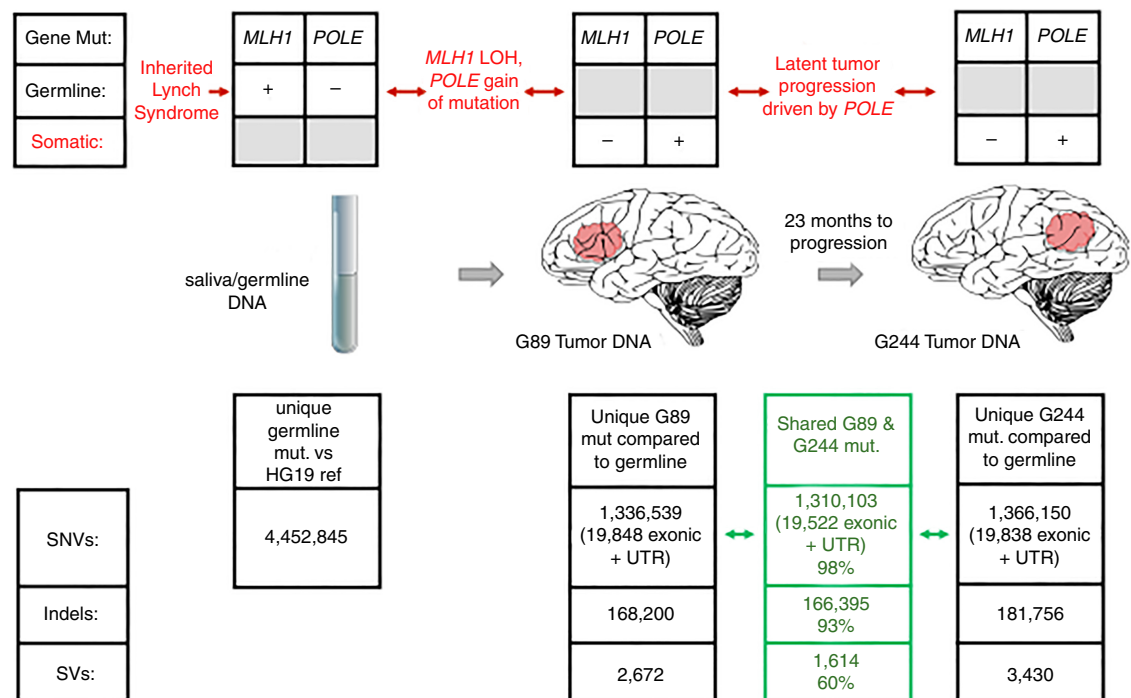 Gene Mut:
Germline:
Somatic:
Inherited
Lynch
Syndrome
MLH1 POLE
+ –
MLH1 LOH,
POLE gain
of mutation
MLH1 POLE
– +
Latent tumor
progression
driven by POLE
MLH1 POLE
– +
saliva/germline
DNA
G89 Tumor DNA
23 months to
progression
G244 Tumor DNA
unique
germline
mut. vs
HG19 ref
Unique G89
mut compared
to germline
Shared G89 &
G244 mut.
Unique G244
mut. compared
to germline
SNVs:
4,452,845
1,336,539
(19,848 exonic
+ UTR)
1,310,103
(19,522 exonic
+ UTR)
98%
1,366,150
(19,838 exonic
+ UTR)
Indels:
168,200
166,395
93%
181,756
SVs:
2,672
1,614
60%
3,430